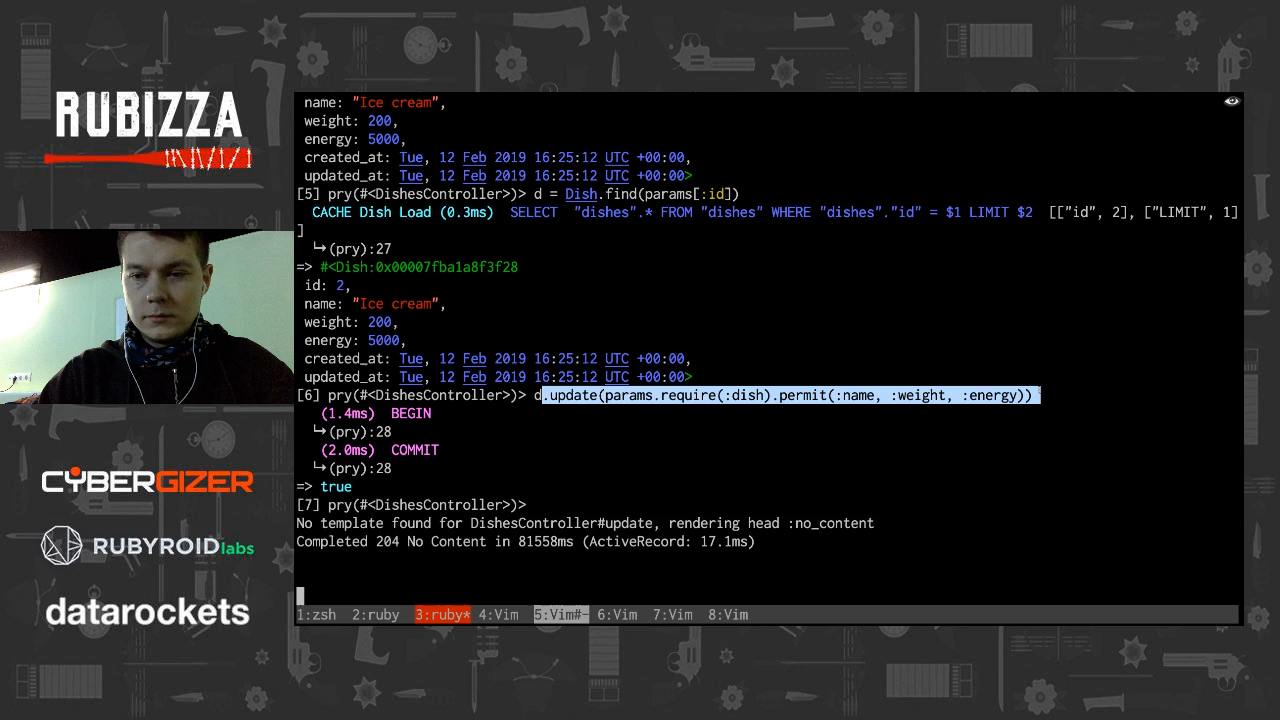 RUBIZZA
name: "Ice cream",
weight: 200,
energy: 5000,
created_at: Tue, 12 Feb 2019 16:25:12 UTC +00:00,
updated_at: Tue, 12 Feb 2019 16:25:12 UTC +00:00>
[5] pry(#<DishesController>)> d = Dish.find(params[:id])
CACHE Dish Load (0.3ms)  SELECT  "dishes".* FROM "dishes" WHERE "dishes"."id" = $1 LIMIT $2  [["id", 2], ["LIMIT", 1]
]
↳ (pry):27
=> #<Dish:0x00007fba1a8f3f28
id: 2,
name: "Ice cream",
weight: 200,
energy: 5000,
created_at: Tue, 12 Feb 2019 16:25:12 UTC +00:00,
updated_at: Tue, 12 Feb 2019 16:25:12 UTC +00:00>
[6] pry(#<DishesController>)> d.update(params.require(:dish).permit(:name, :weight, :energy))
(1.4ms)  BEGIN
↳ (pry):28
(2.0ms)  COMMIT
↳ (pry):28
=> true
[7] pry(#<DishesController>)>
No template found for DishesController#update, rendering head :no_content
Completed 204 No Content in 81558ms (ActiveRecord: 17.1ms)
1:zsh  2:ruby  3:ruby* 4:Vim  5:Vim#- 6:Vim  7:Vim  8:Vim
CYBERGIZER
RUBYROID labs
datarockets